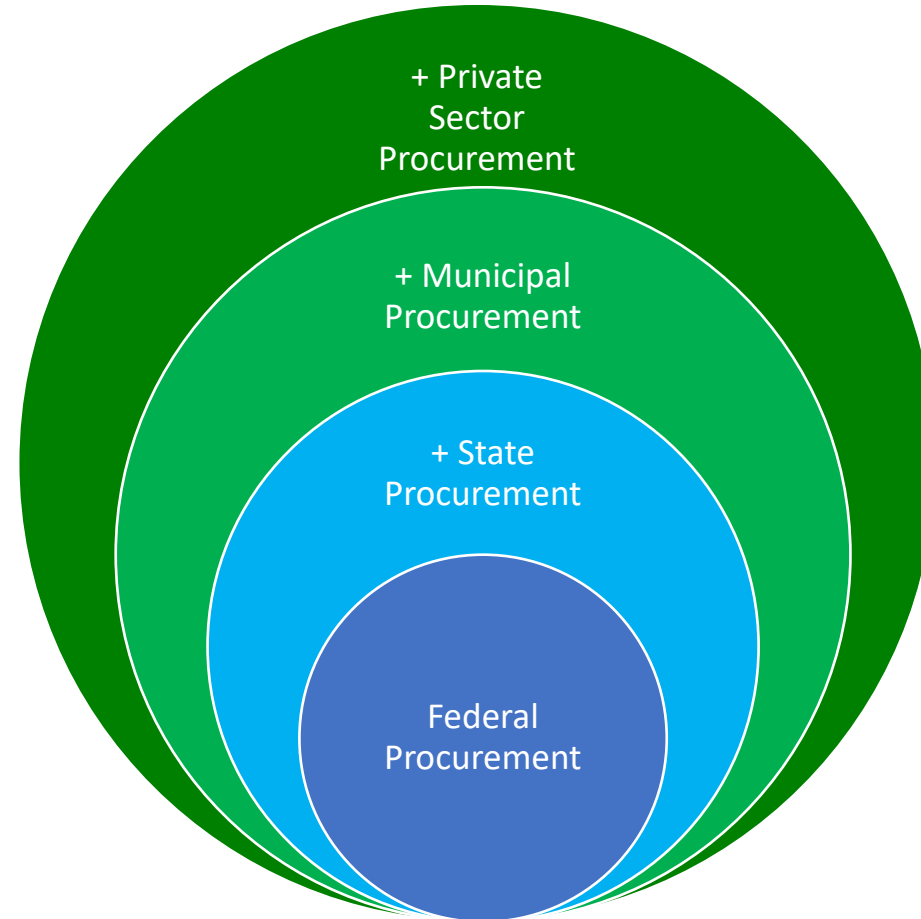 + Private
Sector
Procurement
+ Municipal
Procurement
+ State
Procurement
Federal
Procurement